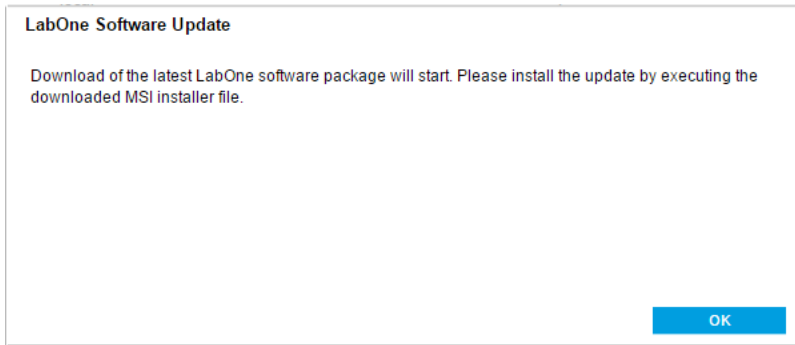 LabOne Software Update
Download of the latest LabOne software package will start. Please install the update by executing the
downloaded MSI installer file.
OK